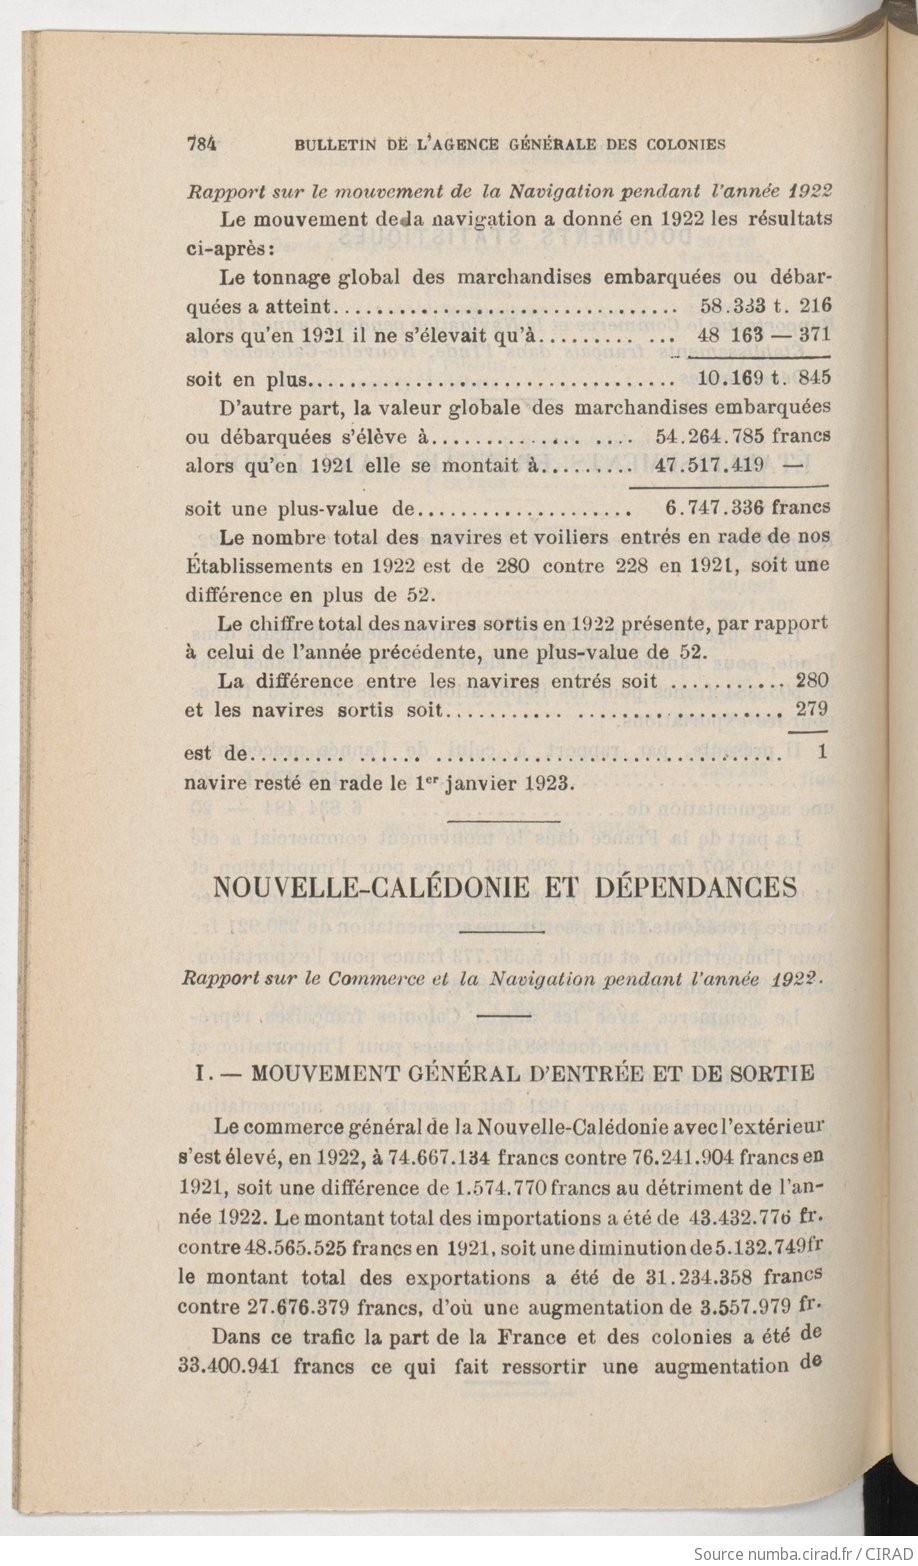 784 BULLETIN DE L'AGENCE GÉNÉRALE DES COLONIES
Rapport sur le mouvement de la Navigation pendant l'année 1922
Le mouvement de la navigation a donné en 1922 les résultats
ci-après:
Le tonnage global des marchandises embarquées ou débar-
quées a atteint................................ 58.333 t. 216
alors qu'en 1921 il ne s'élevait qu'à......... ... 48 163 — 371
soit en plus.................................. 10.169 t. 845
D'autre part, la valeur globale des marchandises embarquées
ou débarquées s'élève à.............. .... 54.264.785 francs
alors qu'en 1921 elle se montait à......... 47.517.419 —
soit une plus-value de.................... 6.747.336 francs
Le nombre total des navires et voiliers entrés en rade de nos
Établissements en 1922 est de 280 contre 228 en 1921, soit une
différence en plus de 52.
Le chiffre total des navires sortis en 1922 présente, par rapport
à celui de l'année précédente, une plus-value de 52.
La différence entre les navires entrés soit ........... 280
et les navires sortis soit........... ................... 279
est de......... ...... .............................. 1
navire resté en rade le 1er janvier 1923.
NOUVELLE-CALÉDONIE ET DÉPENDANCES
Rapport sur le Commerce et la Navigation pendant l'année 1922.
I. — MOUVEMENT GÉNÉRAL D'ENTRÉE ET DE SORTIE
Le commerce général de la Nouvelle-Calédonie avec l'extérieur
s'est élevé, en 1922, à 74.667.134 francs contre 76.241.904 francs en
1921, soit une différence de 1.574.770 francs au détriment de l'an-
née 1922. Le montant total des importations a été de 43.432.776 fr.
contre 48.565.525 francs en 1921, soit une diminution de 5.132.749fr
le montant total des exportations a été de 31.234.358 francs
contre 27.676.379 francs, d'où une augmentation de 3.557.979 fr.
Dans ce trafic la part de la France et des colonies a été de
33.400.941 francs ce qui fait ressortir une augmentation de
Source numba.cirad.fr / CIRAD